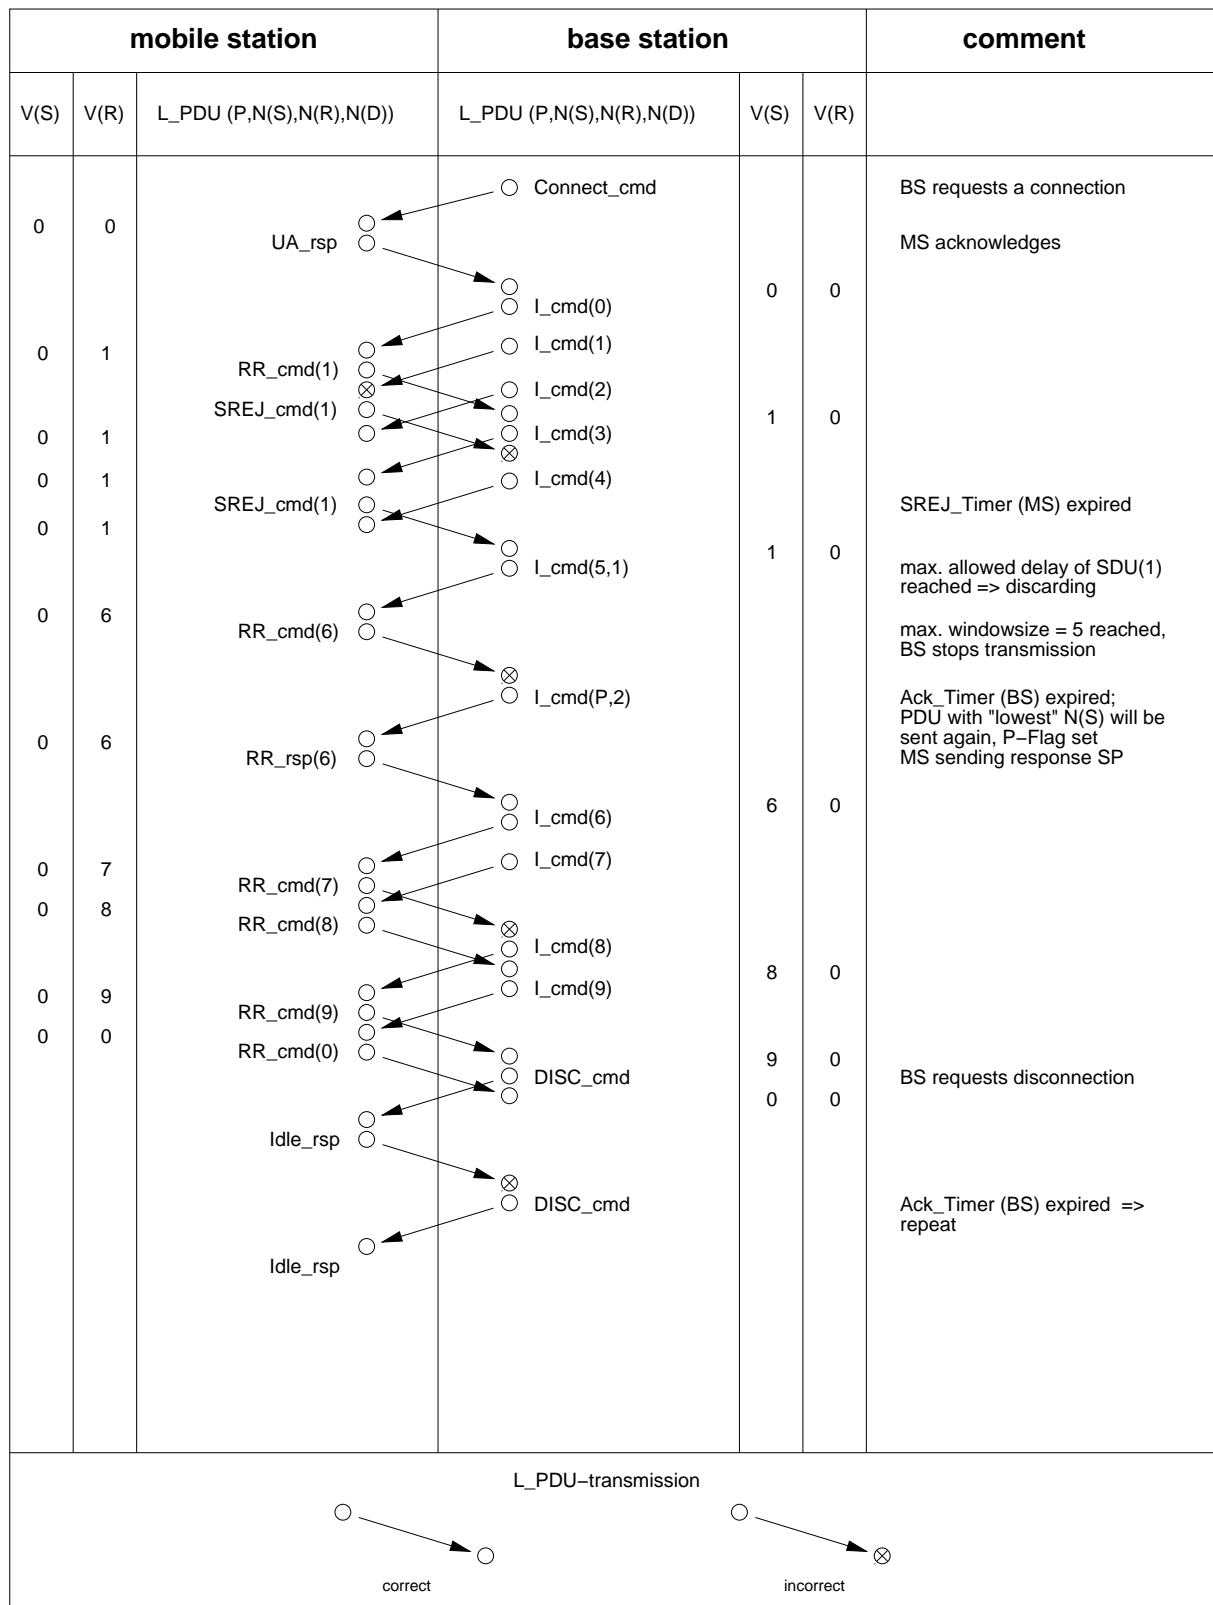 mobile station base station comment
V(S) V(R) L_PDU (P,N(S),N(R),N(D)) L_PDU (P,N(S),N(R),N(D)) V(S) V(R)
Connect_cmd BS requests a connection
0 0
UA_rsp MS acknowledges
0 0
I_cmd(0)
0 1 I_cmd(1)
RR_cmd(1)
I_cmd(2)
SREJ_cmd(1)
1 0
0 1 I_cmd(3)
0 1 I_cmd(4)
SREJ_cmd(1) SREJ_Timer (MS) expired
0 1
1 0
I_cmd(5,1) max. allowed delay of SDU(1)
reached => discarding
0 6
RR_cmd(6) max. windowsize = 5 reached,
BS stops transmission
I_cmd(P,2) Ack_Timer (BS) expired;
PDU with "lowest" N(S) will be
0 6 sent again, P−Flag set
RR_rsp(6) MS sending response SP
6 0
I_cmd(6)
I_cmd(7)
0 7
RR_cmd(7)
0 8
RR_cmd(8)
I_cmd(8)
8 0
I_cmd(9)
0 9
RR_cmd(9)
0 0
RR_cmd(0)
9 0
DISC_cmd BS requests disconnection
0 0
Idle_rsp
DISC_cmd Ack_Timer (BS) expired =>
repeat
Idle_rsp
L_PDU−transmission
correct incorrect